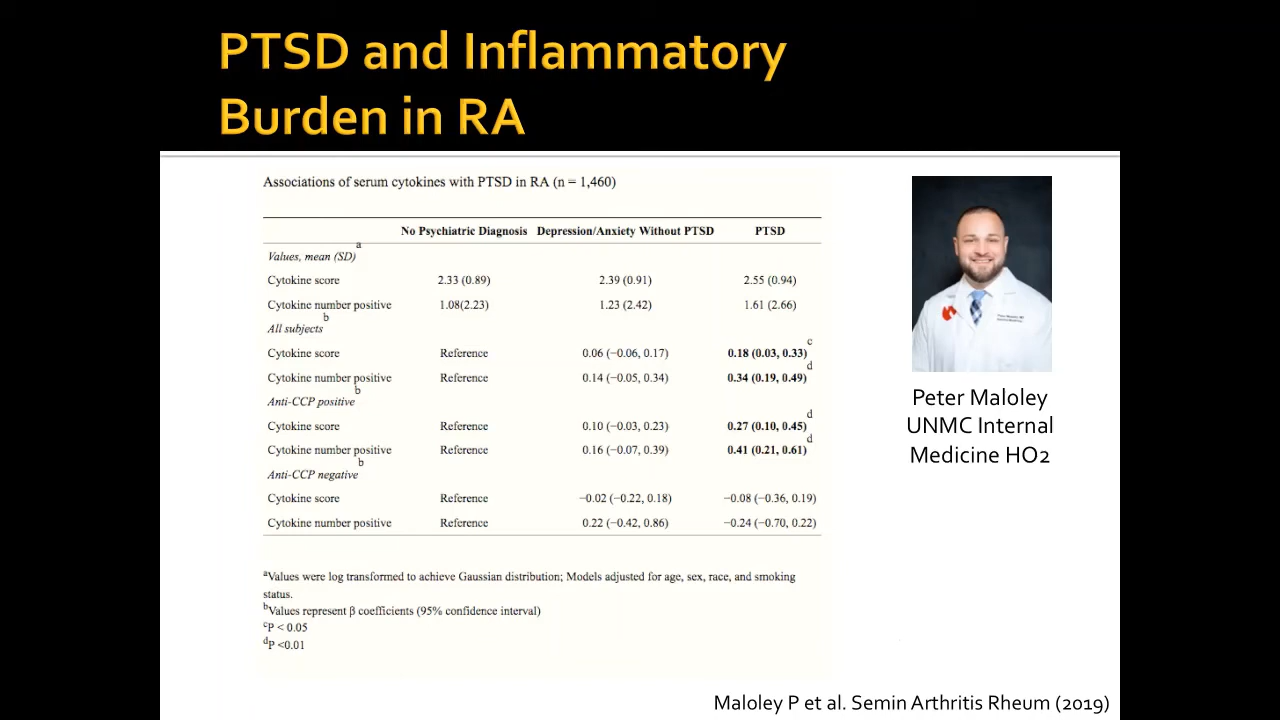 PTSD and Inflammatory
Burden in RA
Associations of serum cytokines with PTSD in RA (n = 1,460)
No Psychiatric Diagnosis Depression/Anxiety Without PTSD PTSD
Values, mean (SD)a
Cytokine score 2.33 (0.89) 2.39 (0.91) 2.55 (0.94)
Cytokine number positive 1.08(2.23) 1.23 (2.42) 1.61 (2.66)
All subjectsb
Cytokine score Reference 0.06 (−0.06, 0.17) 0.18 (0.03, 0.33)c
Cytokine number positive Reference 0.14 (−0.05, 0.34) 0.34 (0.19, 0.49)d
Anti-CCP positiveb
Cytokine score Reference 0.10 (−0.03, 0.23) 0.27 (0.10, 0.45)d
Cytokine number positive Reference 0.16 (−0.07, 0.39) 0.41 (0.21, 0.61)d
Anti-CCP negativeb
Cytokine score Reference −0.02 (−0.22, 0.18) −0.08 (−0.36, 0.19)
Cytokine number positive Reference 0.22 (−0.42, 0.86) −0.24 (−0.70, 0.22)
aValues were log transformed to achieve Gaussian distribution; Models adjusted for age, sex, race, and smoking
status.
bValues represent β coefficients (95% confidence interval)
cP < 0.05
dP <0.01
Peter Maloley
UNMC Internal
Medicine HO2
Maloley P et al. Semin Arthritis Rheum (2019)